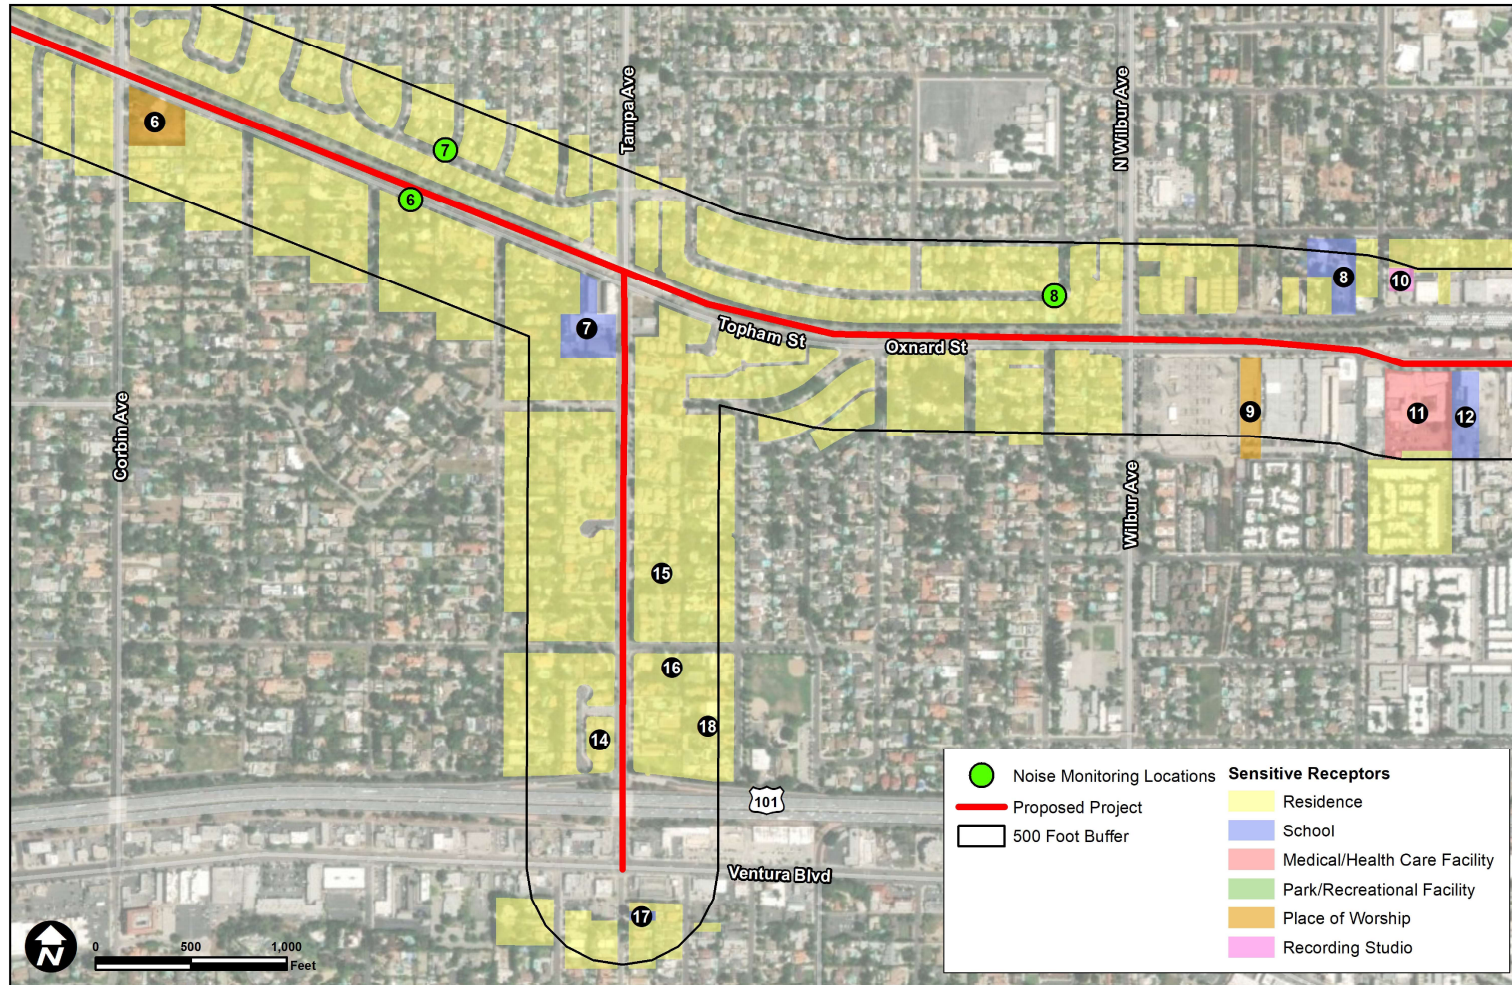 Tampa Ave
N Wilbur Ave
6
7
6
8
8
10
7
Topham St
Oxnard St
9
11
12
Corbin Ave
Wilbur Ave
15
16
18
14
101
Ventura Blvd
17
N
0 500 1,000
Feet
Noise Monitoring Locations
Proposed Project
500 Foot Buffer
Sensitive Receptors
Residence
School
Medical/Health Care Facility
Park/Recreational Facility
Place of Worship
Recording Studio